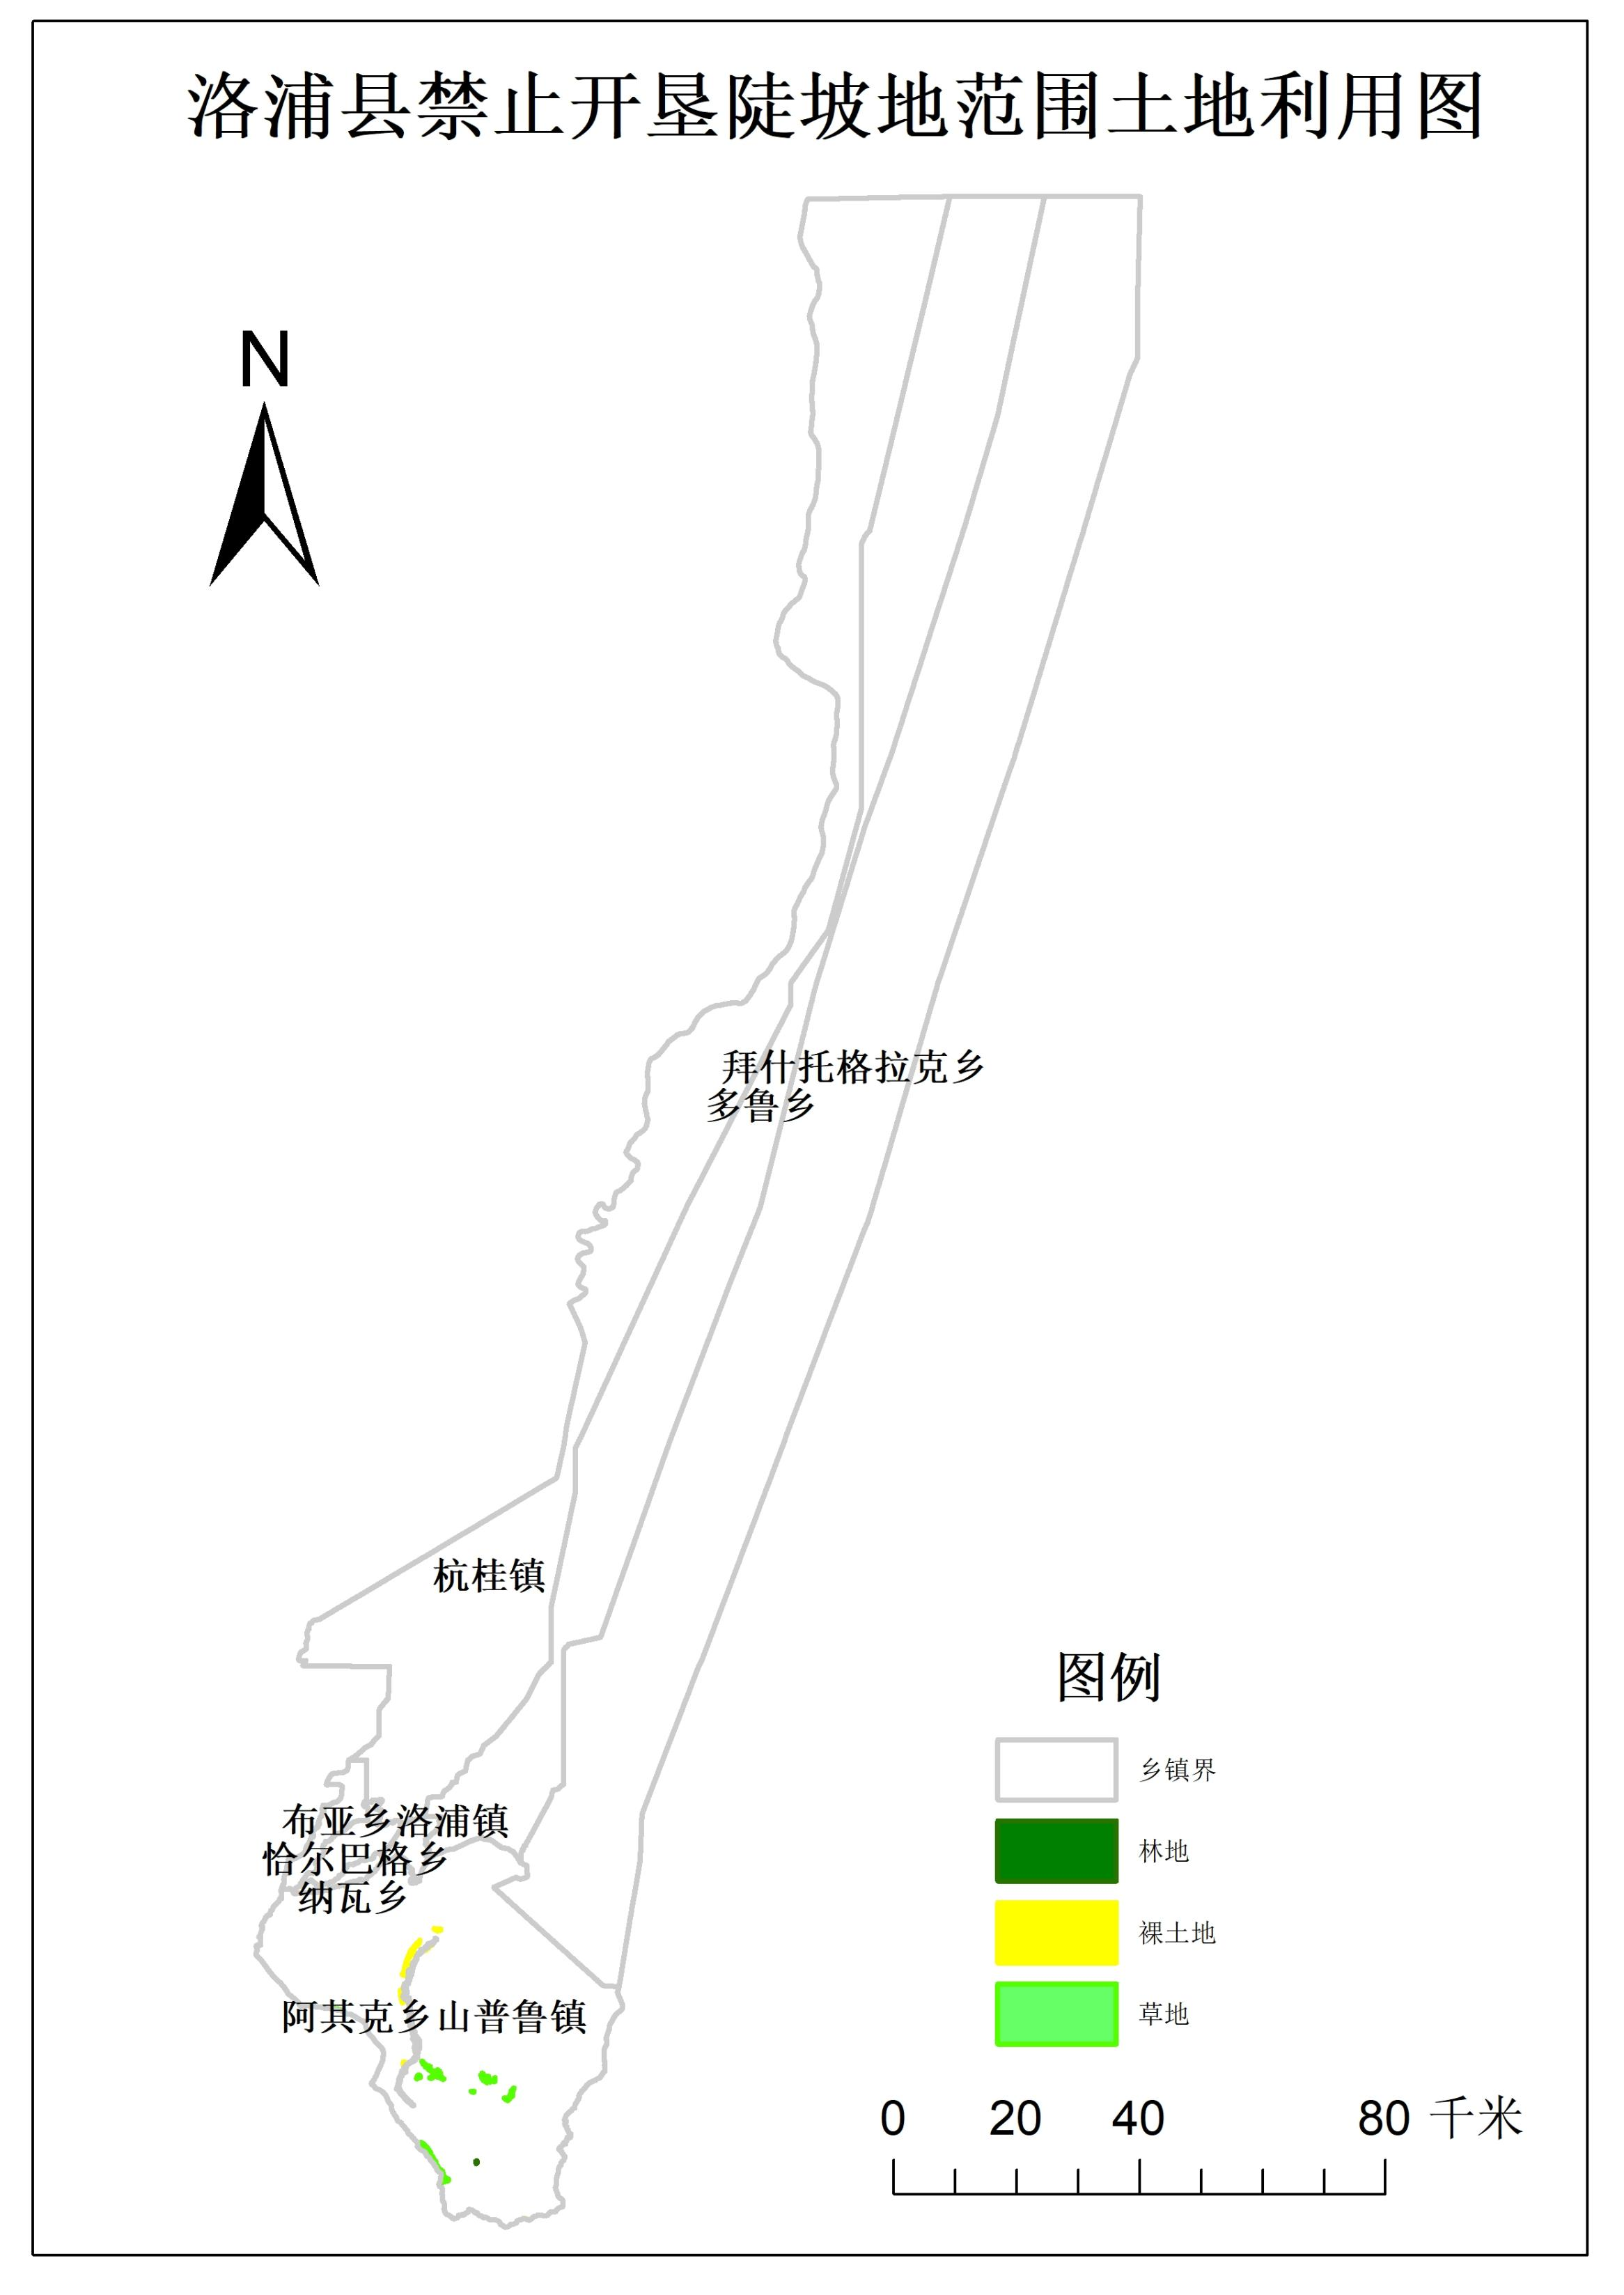 洛浦县禁止开垦陡坡地范围土地利用图
N
拜什托格拉克乡
多鲁乡
杭桂镇
布亚乡洛浦镇
恰尔巴格乡
纳瓦乡
阿其克乡山普鲁镇
图例
乡镇界
林地
裸土地
草地
0 20 40 80 千米